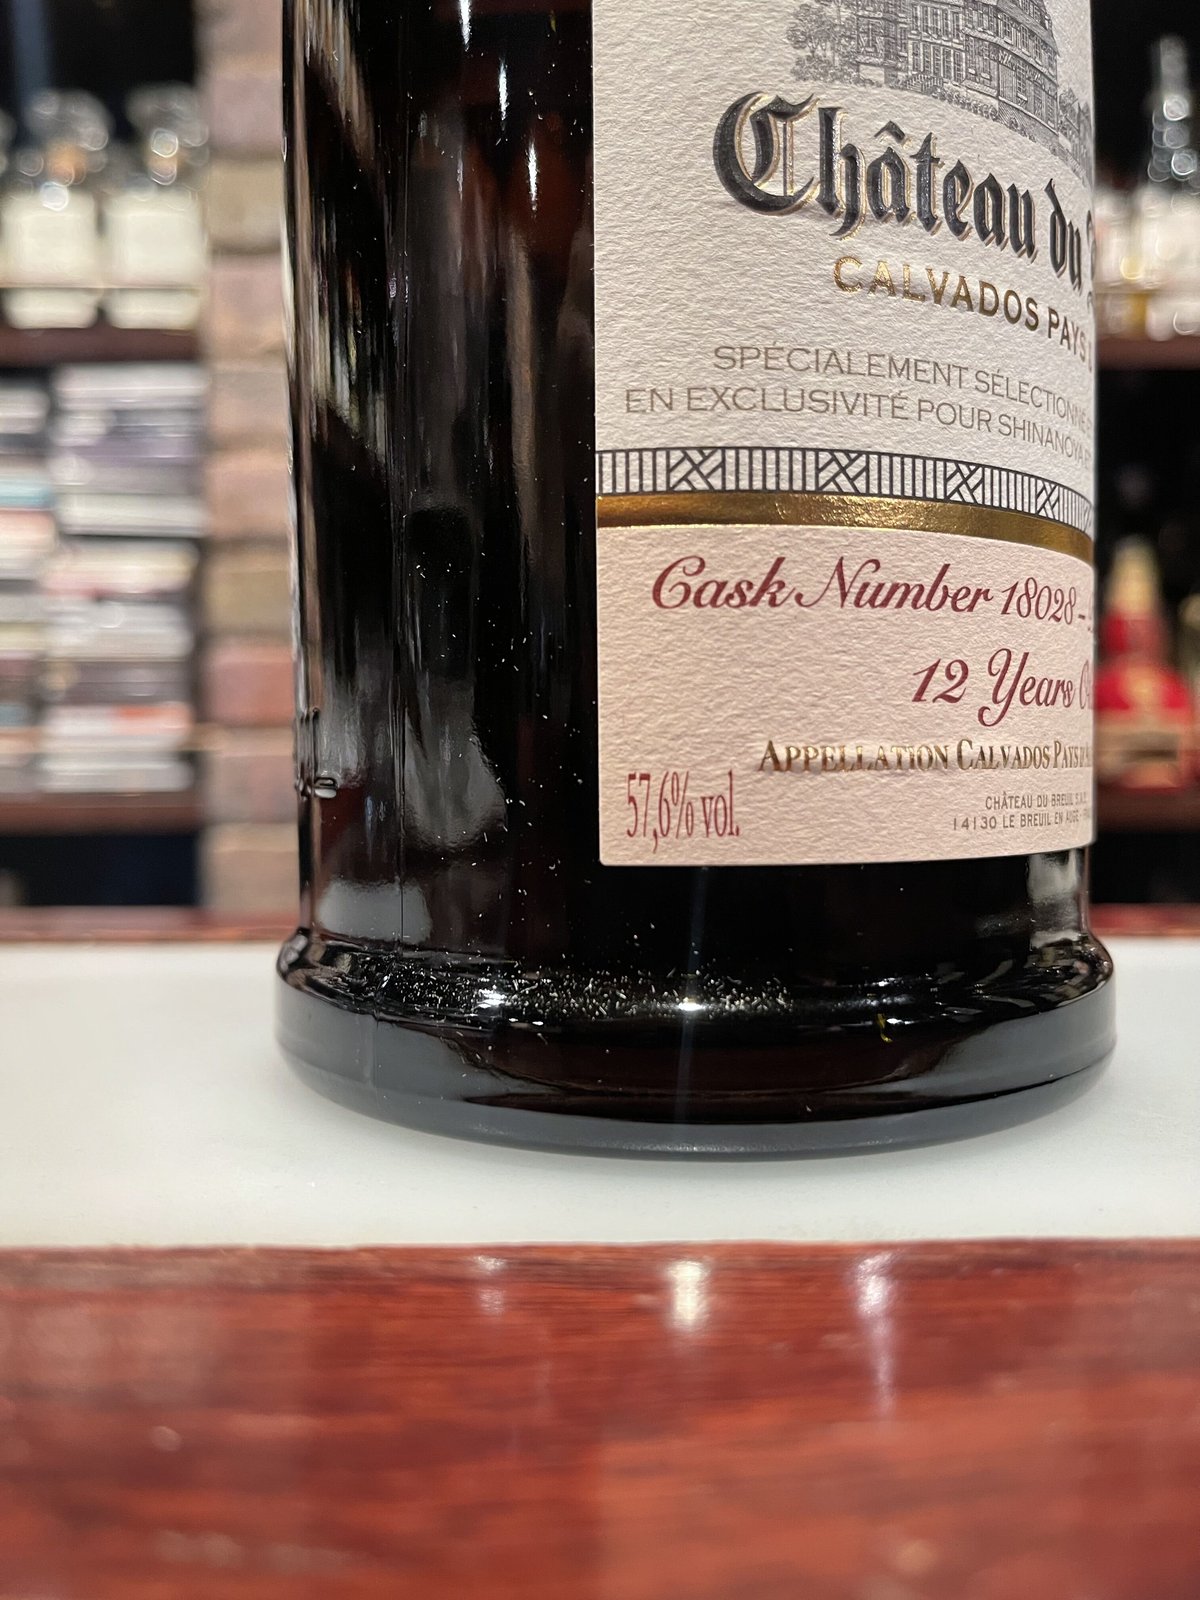 Château du
CALVADOS PAYS
SPÉCIALEMENT SÉLECTIONNÉ
EN EXCLUSIVITÉ POUR SHINANOYA
Cask Number 18028 -
12 Years
APPELLATION CALVADOS PAYS D'A
57,6% vol.
CHÂTEAU DU BREUIL S.A.S.
14130 LE BREUIL EN AUGE